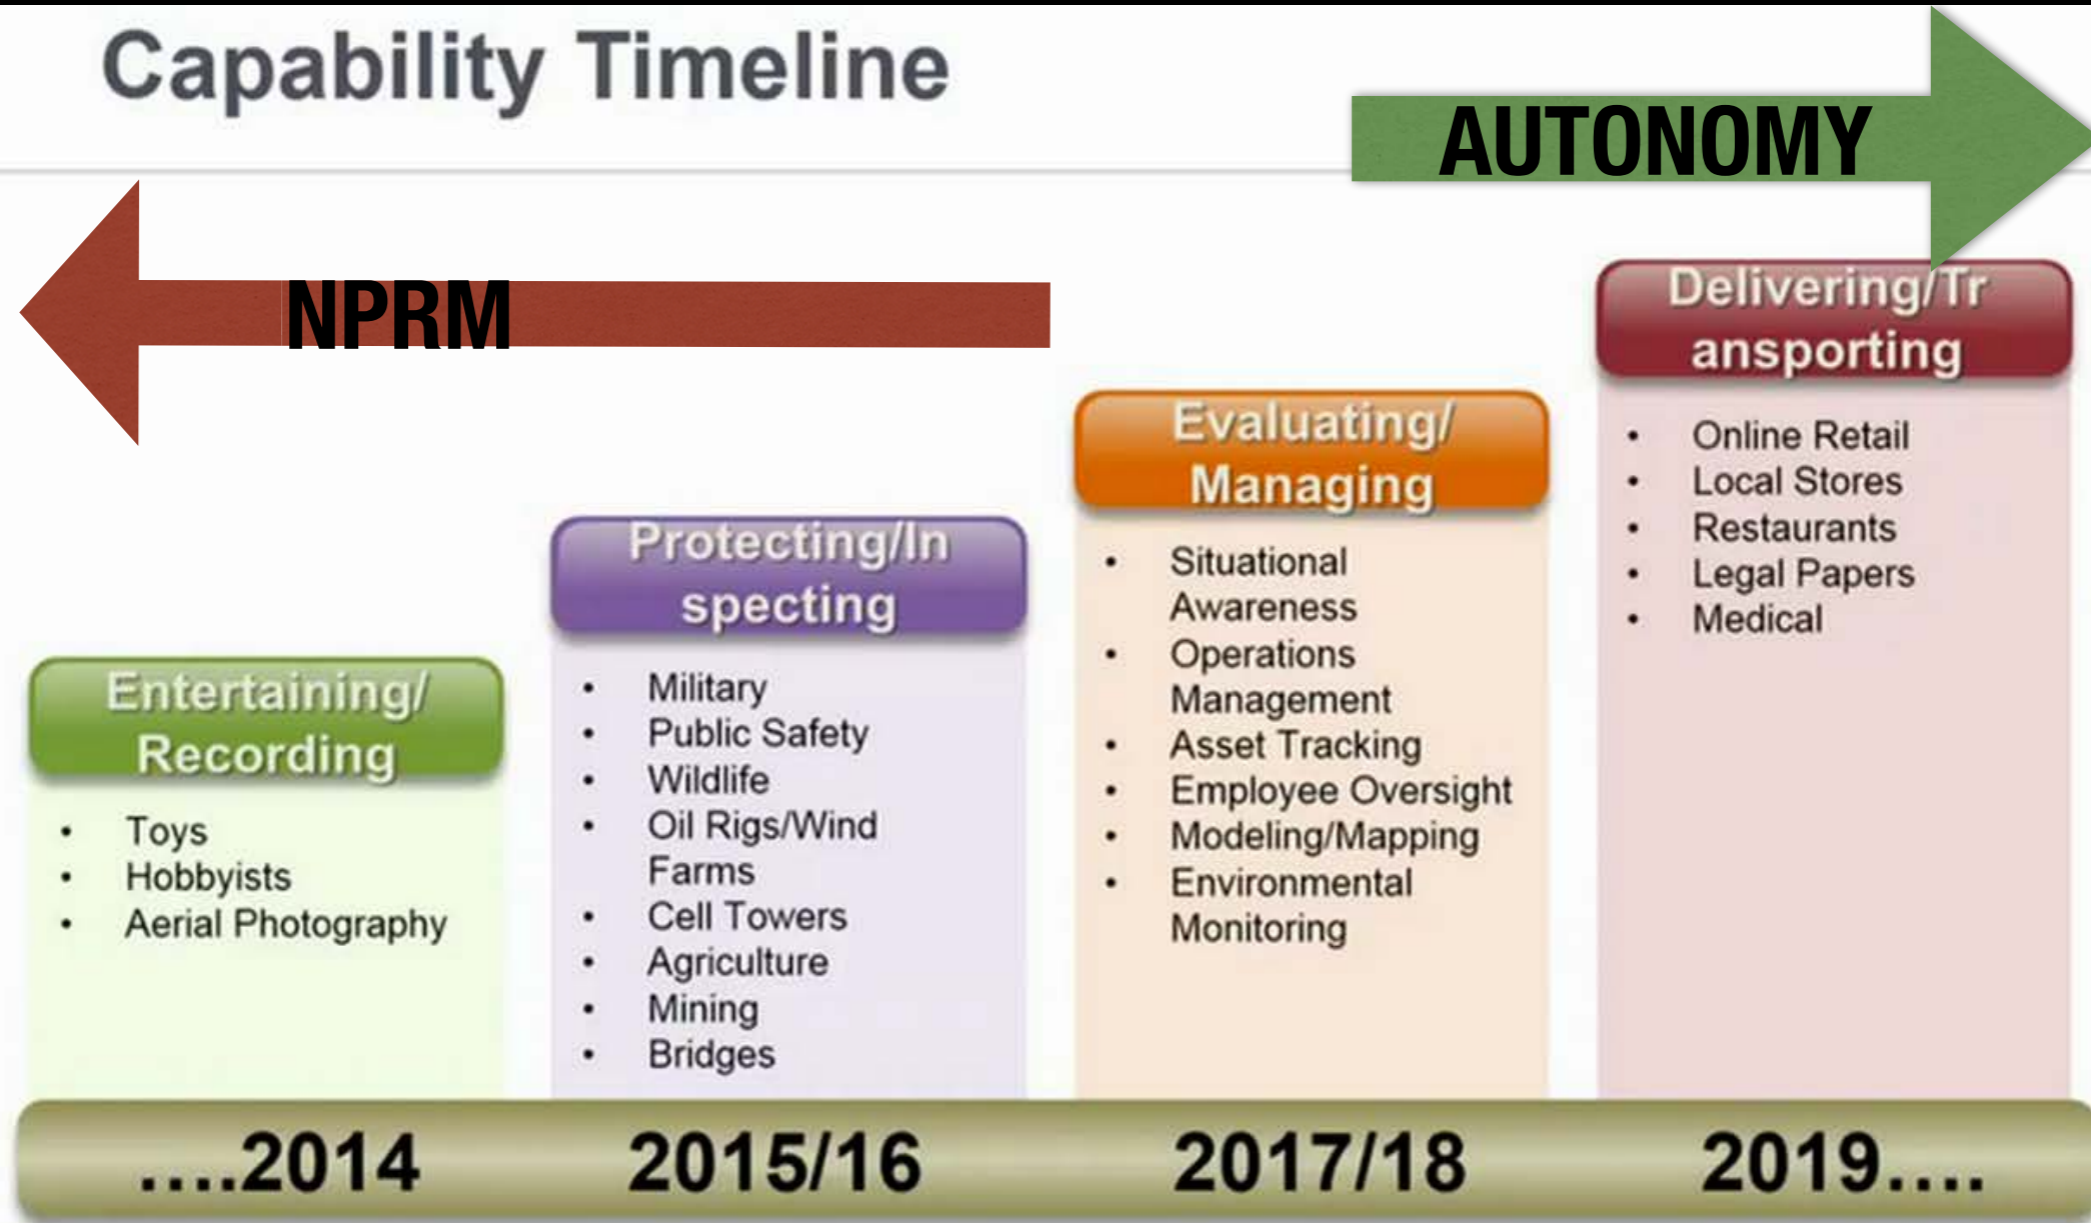 Capability Timeline
AUTONOMY
NPRM
Entertaining/
Recording
• Toys
• Hobbyists
• Aerial Photography
Protecting/In
specting
• Military
• Public Safety
• Wildlife
• Oil Rigs/Wind
Farms
• Cell Towers
• Agriculture
• Mining
• Bridges
Evaluating/
Managing
• Situational
Awareness
• Operations
Management
• Asset Tracking
• Employee Oversight
• Modeling/Mapping
• Environmental
Monitoring
Delivering/Tr
ansporting
• Online Retail
• Local Stores
• Restaurants
• Legal Papers
• Medical
....2014
2015/16
2017/18
2019....